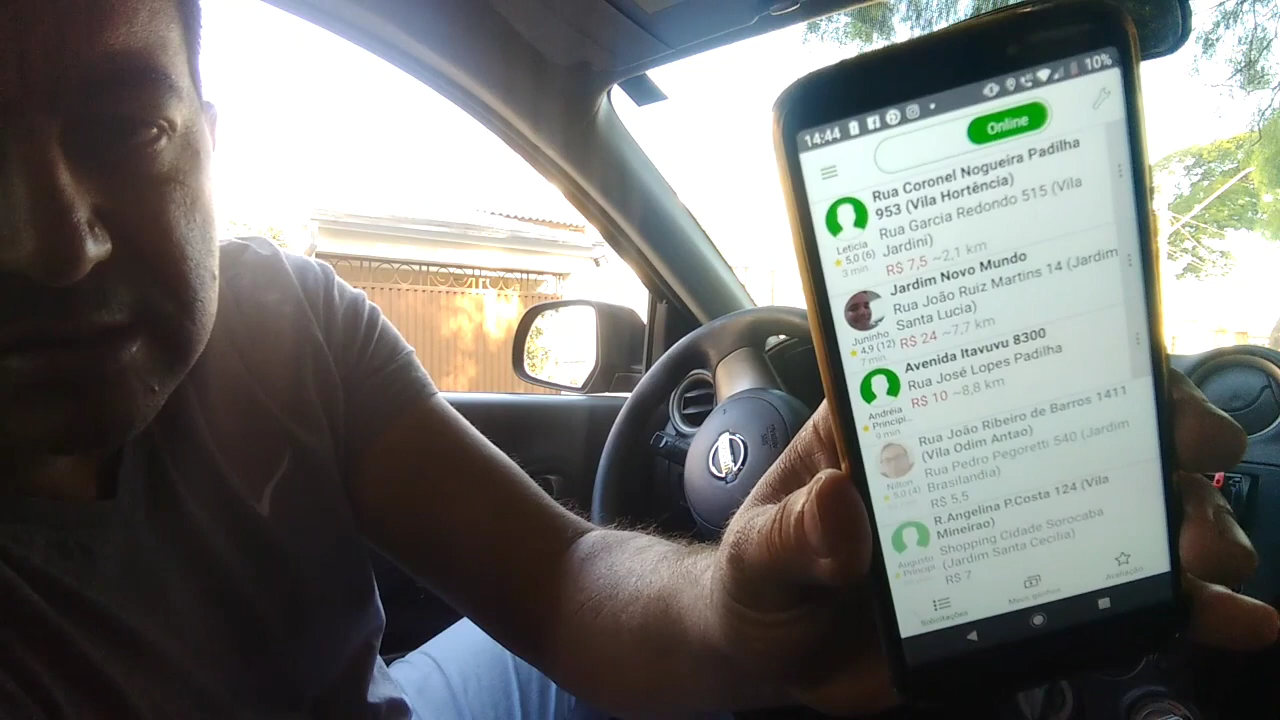 14:44 10%
Online
Rua Coronel Nogueira Padilha
953 (Vila Hortência)
Rua Garcia Redondo 515 (Vila
Jardini)
R$ 7,5 ~2,1 km
Leticia
5,0 (6)
3 min
Jardim Novo Mundo
Rua João Ruiz Martins 14 (Jardim
Santa Lucia)
R$ 24 ~7,7 km
Juninho
4,9 (12)
7 min.
Avenida Itavuvu 8300
Rua José Lopes Padilha
R$ 10 ~8,8 km
Andréia
Principi...
9 min
Rua João Ribeiro de Barros 1411
(Vila Odim Antao)
Rua Pedro Pegoretti 540 (Jardim
Brasilandia)
R$ 5,5
Nilton
5,0 (4)
R.Angelina P.Costa 124 (Vila
Mineirao)
Shopping Cidade Sorocaba
(Jardim Santa Cecília)
R$ 7
Augusto
Principi...
Solicitações
Meus ganhos
Avaliação
NISSAN